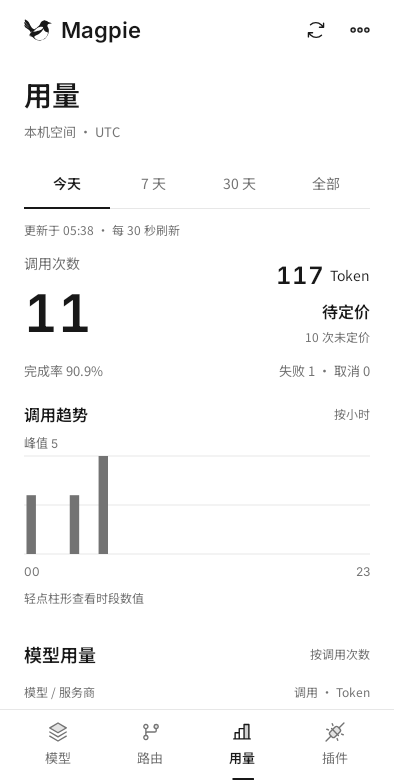 Magpie
用量
本机空间 · UTC
今天 7 天 30 天 全部
更新于 05:38 · 每 30 秒刷新
调用次数
117 Token
11
待定价
10 次未定价
完成率 90.9% 失败 1 · 取消 0
调用趋势 按小时
峰值 5
00 23
轻点柱形查看时段数值
模型用量 按调用次数
模型 / 服务商 调用 · Token
模型 路由 用量 插件